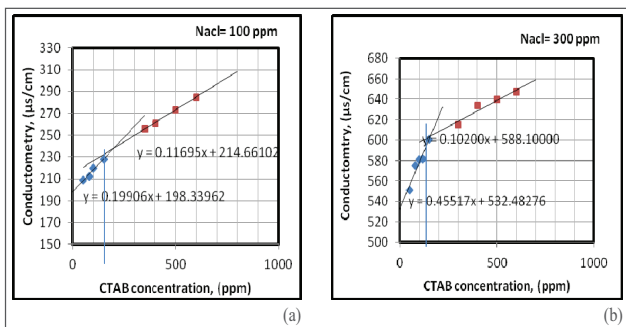 Nacl= 100 ppm
330
310
290
270
250
230
210
190
170
150
Conductometry, (µs/cm)
y = 0.11695x + 214.66102
y = 0.19906x + 198.33962
0
500
1000
CTAB concentration, (ppm)
(a)
Nacl= 300 ppm
680
660
640
620
600
580
560
540
520
500
Conductomtry, (µs/cm)
y = 0.10200x + 588.10000
y = 0.45517x + 532.48276
0
500
1000
CTAB concentration, (ppm)
(b)